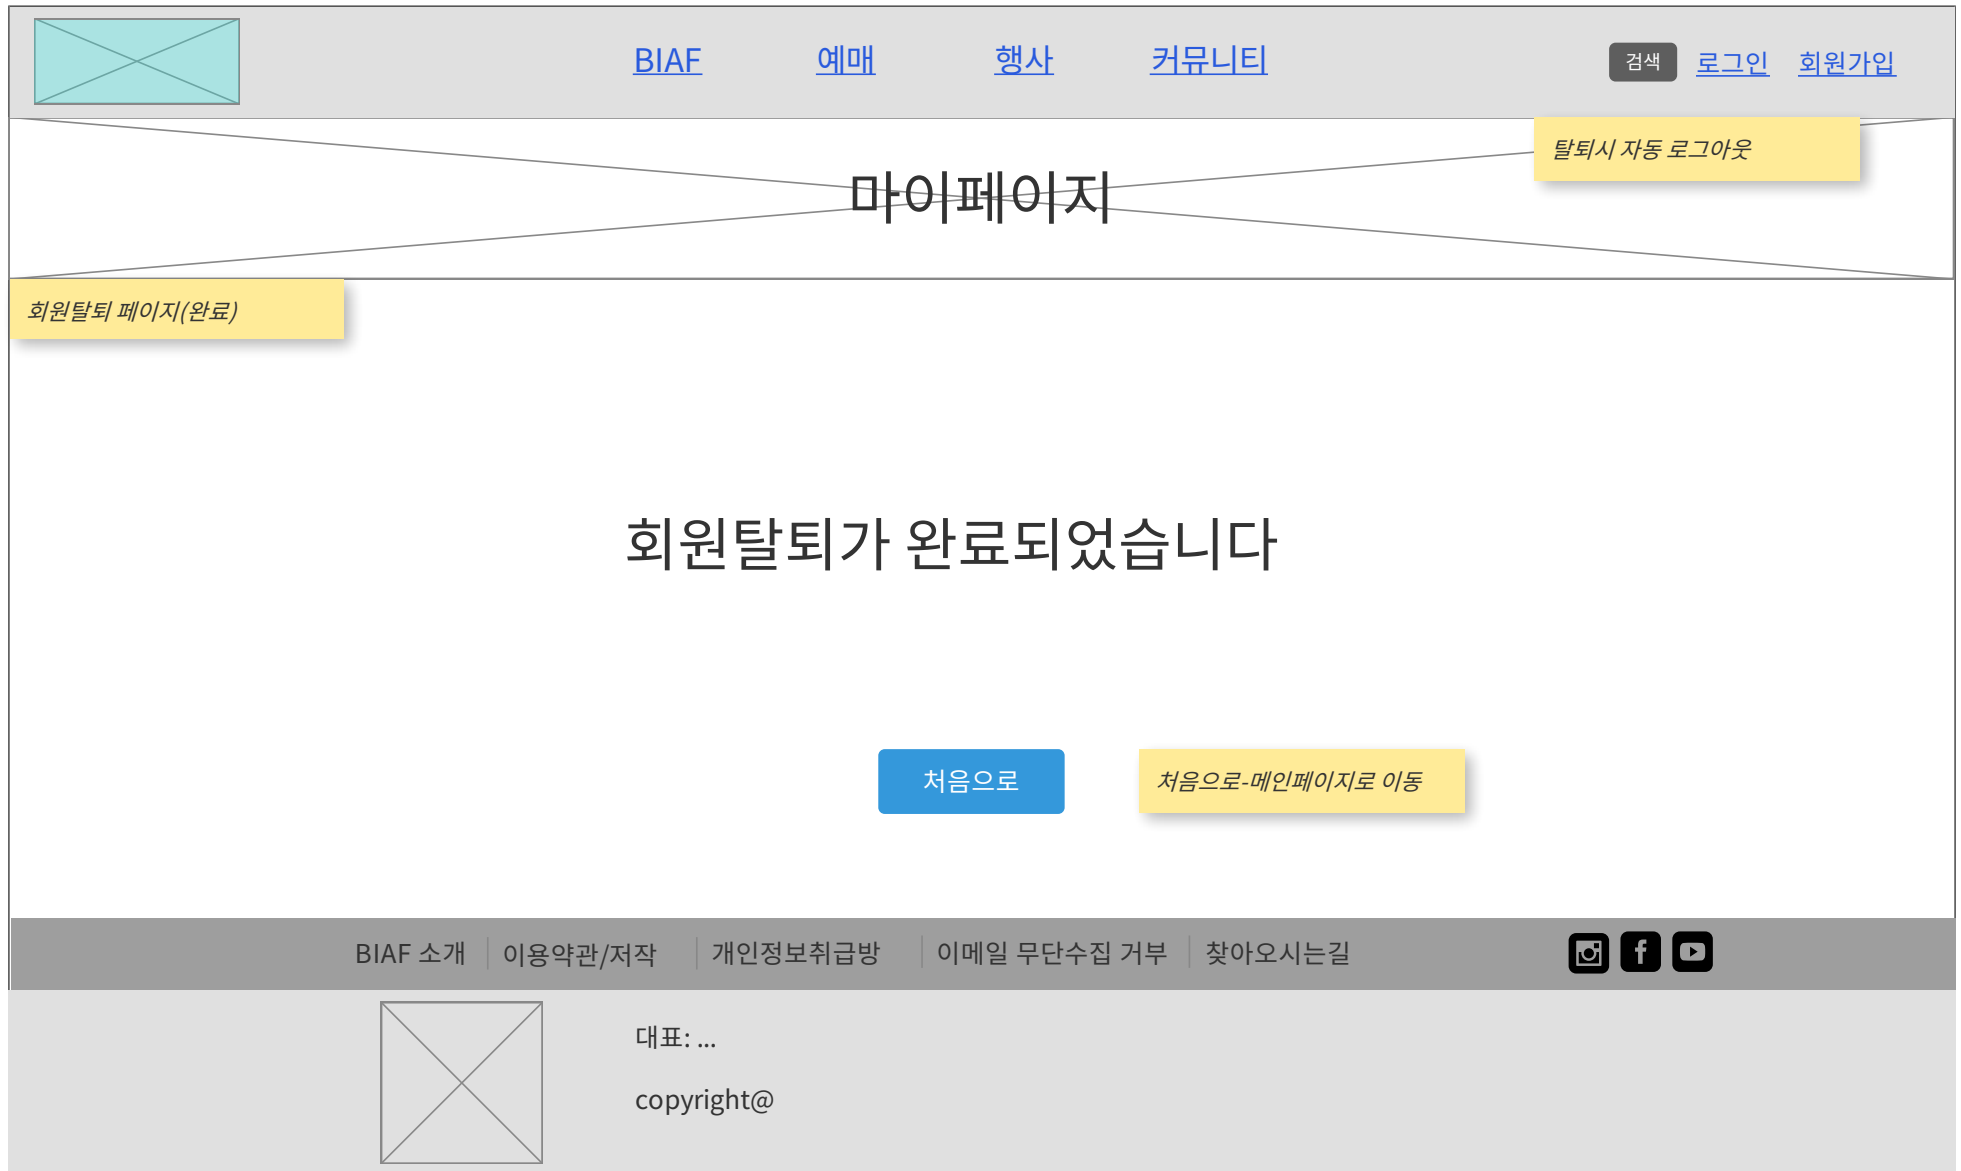 BIAF 예매 행사 커뮤니티 검색 로그인 회원가입
탈퇴시 자동 로그아웃
마이페이지
회원탈퇴 페이지(완료)
회원탈퇴가 완료되었습니다
처음으로
처음으로-메인페이지로 이동
BIAF 소개 이용약관/저작 개인정보취급방 이메일 무단수집 거부 찾아오시는길
대표: ...
copyright@